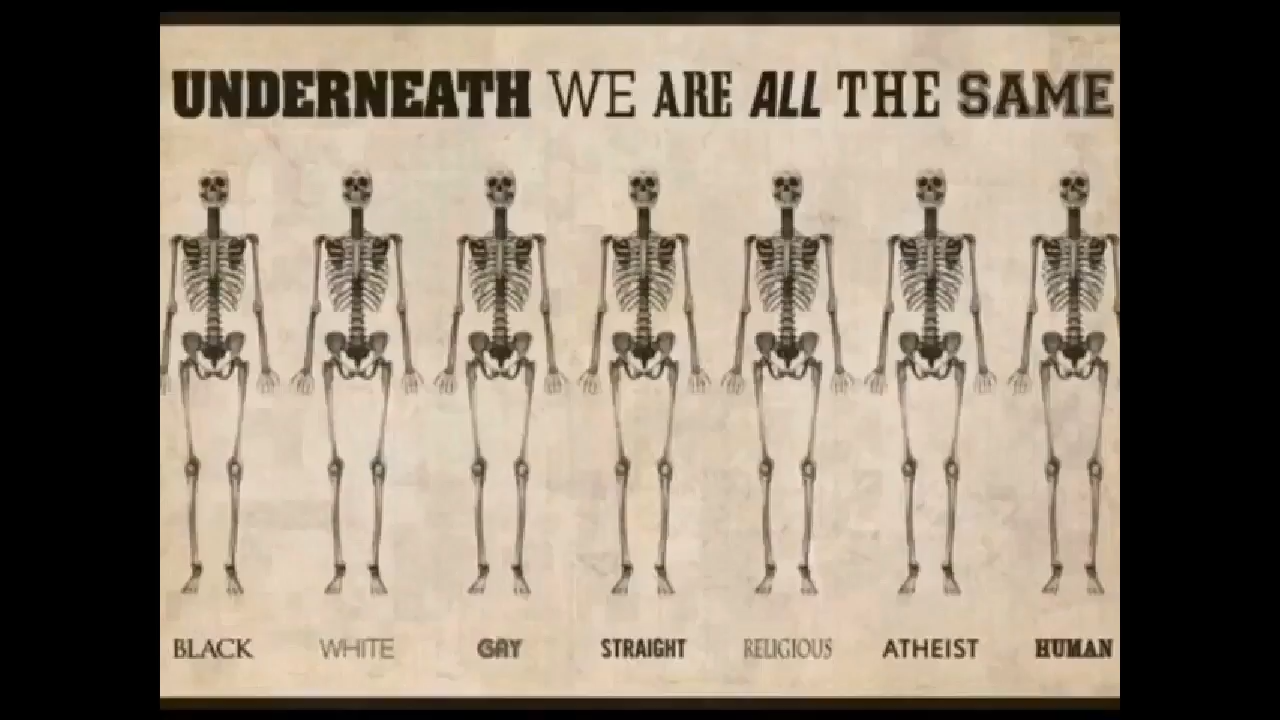 UNDERNEATH WE ARE ALL THE SAME
BLACK WHITE GAY STRAIGHT RELIGIOUS ATHEIST HUMAN